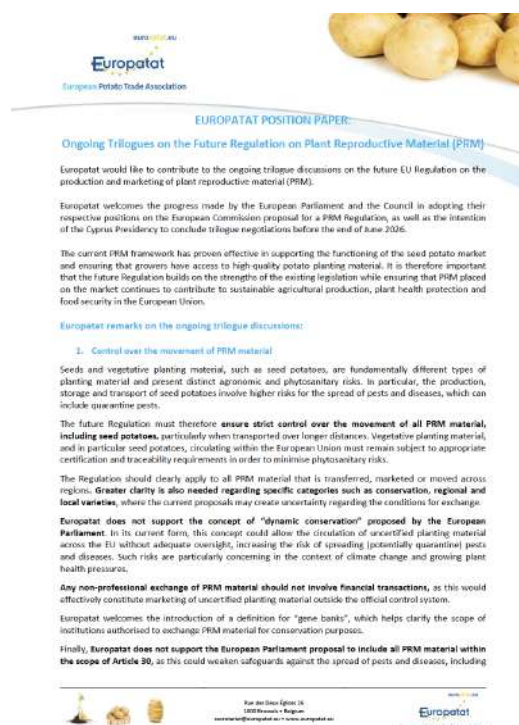 europatat.eu
Europatat
European Potato Trade Association
EUROPATAT POSITION PAPER:
Ongoing Trilogues on the Future Regulation on Plant Reproductive Material (PRM)
Europatat would like to contribute to the ongoing trilogue discussions on the future EU Regulation on the
production and marketing of plant reproductive material (PRM).
Europatat welcomes the progress made by the European Parliament and the Council in adopting their
respective positions on the European Commission proposal for a PRM Regulation, as well as the intention
of the Cyprus Presidency to conclude trilogue negotiations before the end of June 2026.
The current PRM framework has proven effective in supporting the functioning of the seed potato market
and ensuring that growers have access to high-quality potato planting material. It is therefore important
that the future Regulation builds on the strengths of the existing legislation while ensuring that PRM placed
on the market continues to contribute to sustainable agricultural production, plant health protection and
food security in the European Union.
Europatat remarks on the ongoing trilogue discussions:
1. Control over the movement of PRM material
Seeds and vegetative planting material, such as seed potatoes, are fundamentally different types of
planting material and present distinct agronomic and phytosanitary risks. In particular, the production,
storage and transport of seed potatoes involve higher risks for the spread of pests and diseases, which can
include quarantine pests.
The future Regulation must therefore ensure strict control over the movement of all PRM material,
including seed potatoes, particularly when transported over longer distances. Vegetative planting material,
and in particular seed potatoes, circulating within the European Union must remain subject to appropriate
certification and traceability requirements in order to minimise phytosanitary risks.
The Regulation should clearly apply to all PRM material that is transferred, marketed or moved across
regions. Greater clarity is also needed regarding specific categories such as conservation, regional and
local varieties, where the current proposals may create uncertainty regarding the conditions for exchange.
Europatat does not support the concept of "dynamic conservation" proposed by the European
Parliament. In its current form, this concept could allow the circulation of uncertified planting material
across the EU without adequate oversight, increasing the risk of spreading (potentially quarantine) pests
and diseases. Such risks are particularly concerning in the context of climate change and growing plant
health pressures.
Any non-professional exchange of PRM material should not involve financial transactions, as this would
effectively constitute marketing of uncertified planting material outside the official control system.
Europatat welcomes the introduction of a definition for "gene banks", which helps clarify the scope of
institutions authorised to exchange PRM material for conservation purposes.
Finally, Europatat does not support the European Parliament proposal to include all PRM material within
the scope of Article 30, as this could weaken safeguards against the spread of pests and diseases, including
Rue des Deux Églises 26
1000 Brussels • Belgium
secretariat@europatat.eu • www.europatat.eu
Europatat